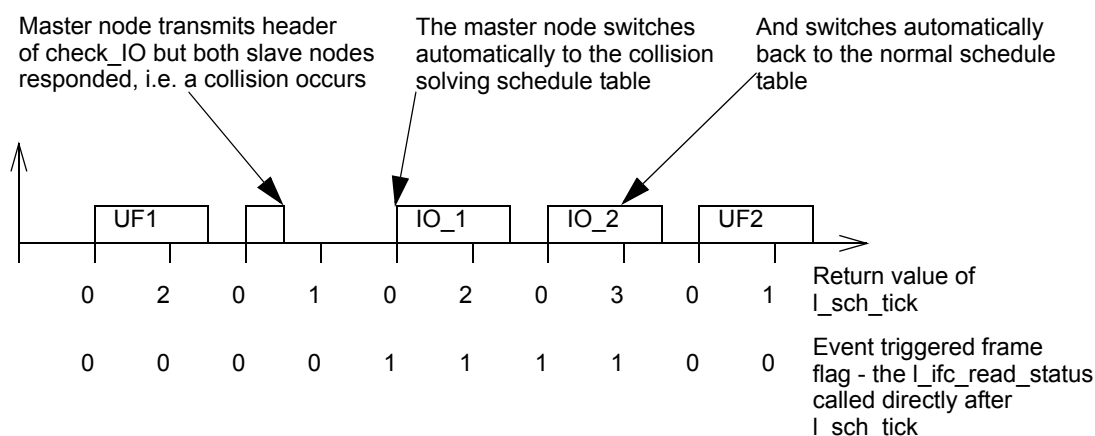 Master node transmits header
of check_IO but both slave nodes
responded, i.e. a collision occurs
The master node switches
automatically to the collision
solving schedule table
And switches automatically
back to the normal schedule
table
UF1
IO_1
IO_2
UF2
0 2 0 1 0 2 0 3 0 1
Return value of
l_sch_tick
0 0 0 0 1 1 1 1 0 0
Event triggered frame
flag - the l_ifc_read_status
called directly after
l_sch_tick